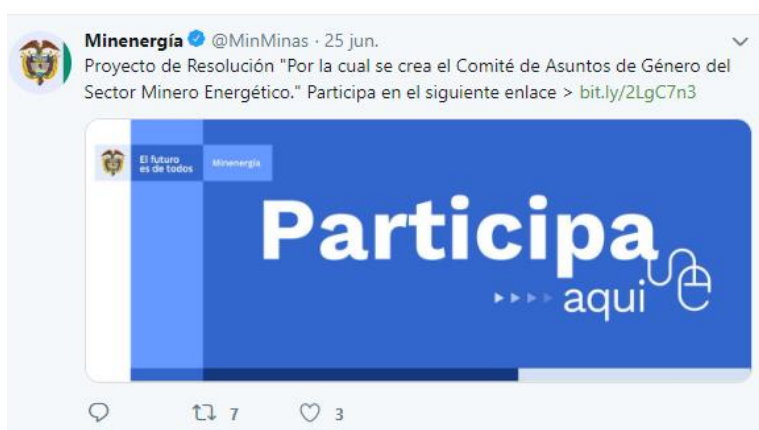 Minenergía @MinMinas · 25 jun.
Proyecto de Resolución "Por la cual se crea el Comité de Asuntos de Género del
Sector Minero Energético." Participa en el siguiente enlace > bit.ly/2LgC7n3
El futuro
es de todos
Minenergía
Participa
aqui
7
3